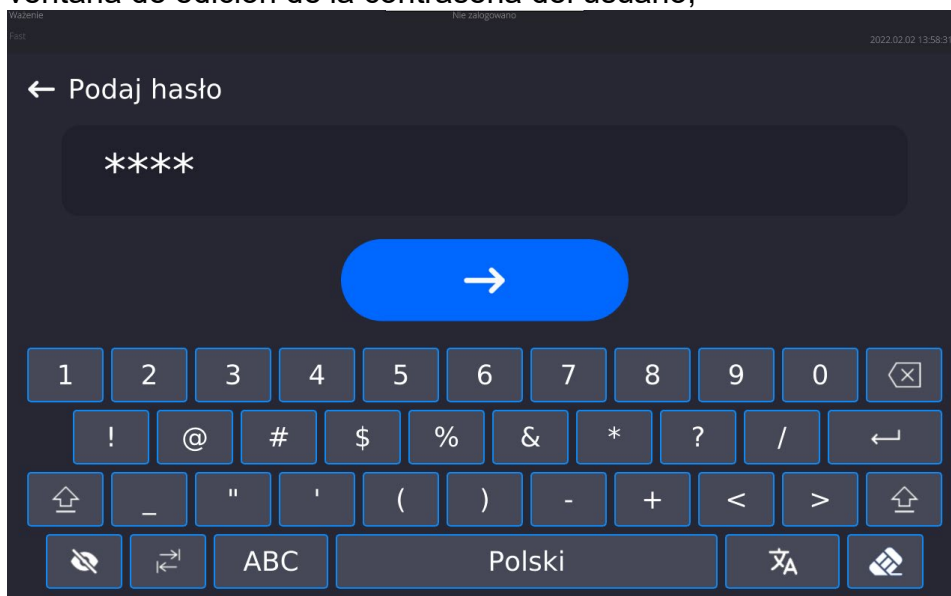 ventana de edición de la contraseña del usuario,
Ważenie Nie zalogowano
Fast 2022.02.02 13:58:31
← Podaj hasło
****
→
1 2 3 4 5 6 7 8 9 0
! @ # $ % & * ? /
_ " ' ( ) - + < >
ABC Polski